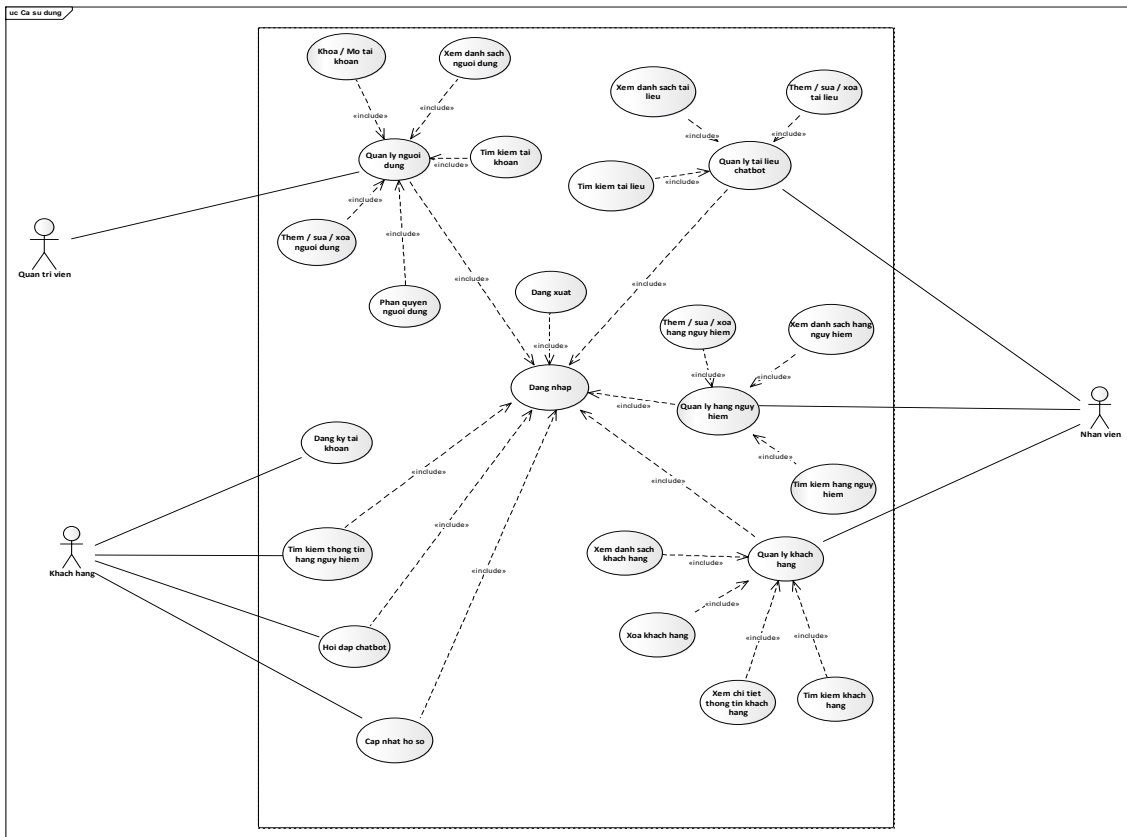 uc Ca su dung
Khoa / Mo tai
khoan
Xem danh sach
nguoi dung
Xem danh sach tai
lieu
Them / sua / xoa
tai lieu
«include»
«include»
«include»
«include»
Quan ly nguoi
dung
Tim kiem tai
khoan
«include»
Quan ly tai lieu
chatbot
Tim kiem tai lieu
«include»
«include»
«include»
Them / sua / xoa
nguoi dung
Quan tri vien
«include»
«include»
Phan quyen
nguoi dung
Dang xuat
«include»
Them / sua / xoa
hang nguy hiem
Xem danh sach hang
nguy hiem
«include»
«include»
Dang nhap
«include»
Quan ly hang nguy
hiem
Nhan vien
Dang ky tai
khoan
«include»
Tim kiem hang nguy
hiem
«include»
«include»
«include»
Khach hang
Tim kiem thong tin
hang nguy hiem
Xem danh sach
khach hang
«include»
Quan ly khach
hang
«include»
«include»
Xoa khach hang
«include»
«include»
Hoi dap chatbot
Xem chi tiet
thong tin khach
hang
Tim kiem khach
hang
Cap nhat ho so